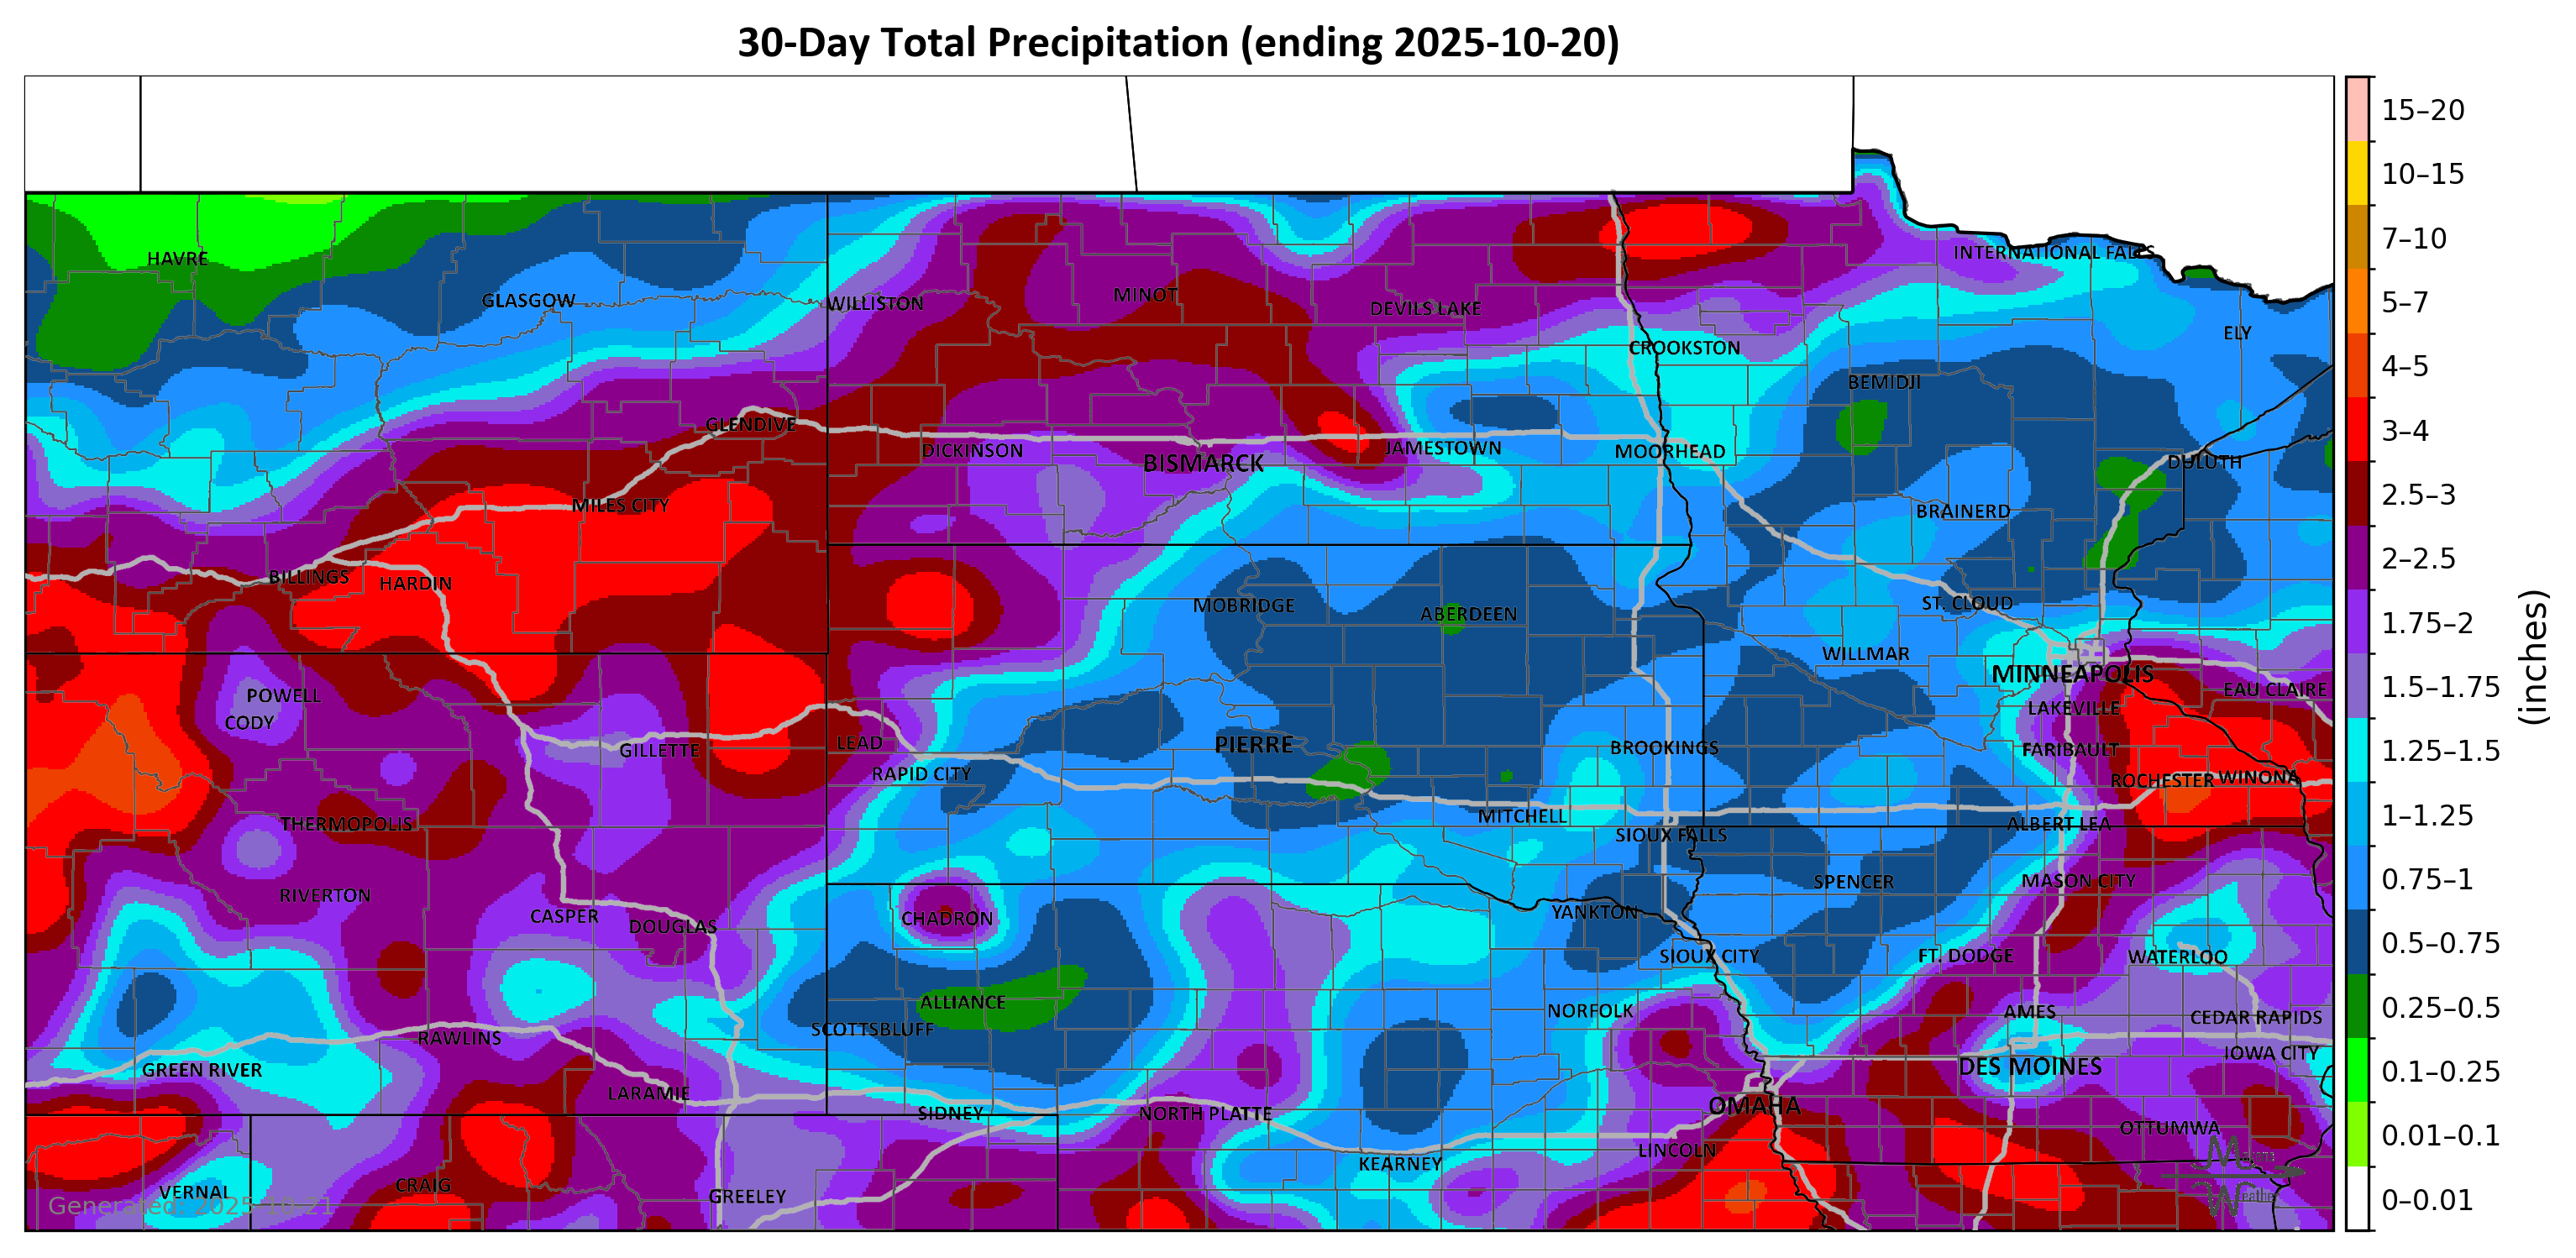 30-Day Total Precipitation (ending 2025-10-20)
15–20
10–15
7–10
5–7
4–5
3–4
2.5–3
2–2.5
1.75–2
1.5–1.75
1.25–1.5
1–1.25
0.75–1
0.5–0.75
0.25–0.5
0.1–0.25
0.01–0.1
0–0.01
(inches)
INTERNATIONAL FALLS
HAVRE
GLASGOW
WILLISTON
MINOT
DEVILS LAKE
ELY
CROOKSTON
BEMIDJI
GLENDIVE
DICKINSON
BISMARCK
JAMESTOWN
MOORHEAD
DULUTH
MILES CITY
BRAINERD
BILLINGS
HARDIN
MOBRIDGE
ABERDEEN
ST. CLOUD
WILLMAR
MINNEAPOLIS
EAU CLAIRE
POWELL
CODY
LAKEVILLE
GILLETTE
LEAD
PIERRE
BROOKINGS
FARIBAULT
RAPID CITY
ROCHESTER
WINONA
THERMOPOLIS
MITCHELL
SIOUX FALLS
ALBERT LEA
RIVERTON
SPENCER
MASON CITY
CASPER
DOUGLAS
CHADRON
YANKTON
SIOUX CITY
FT. DODGE
WATERLOO
ALLIANCE
SCOTTSBLUFF
NORFOLK
AMES
CEDAR RAPIDS
RAWLINS
GREEN RIVER
DES MOINES
IOWA CITY
LARAMIE
SIDNEY
NORTH PLATTE
OMAHA
OTTUMWA
LINCOLN
KEARNEY
VERNAL
CRAIG
GREELEY
Generated: 2025-10-21
Weather